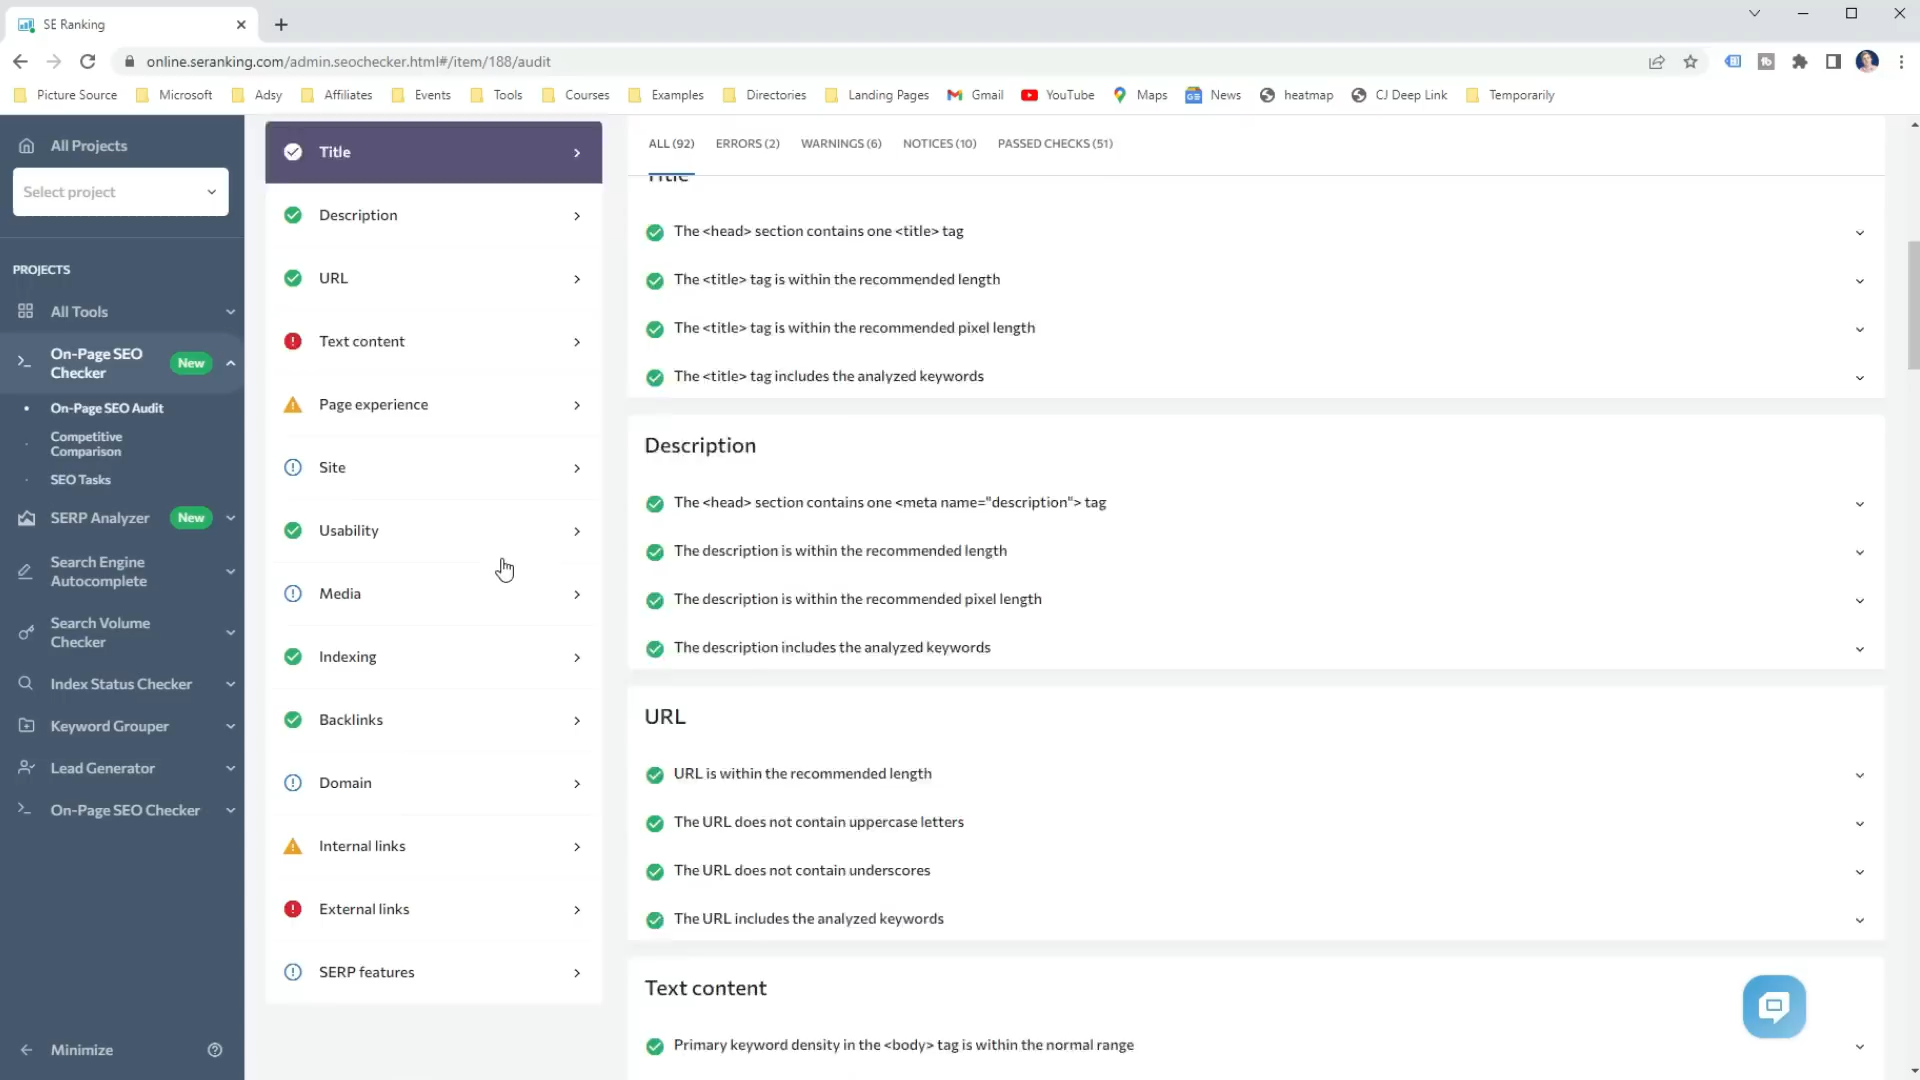 SE Ranking
online.seranking.com/admin.seochecker.html#/item/188/audit
Picture Source
Microsoft
Adsy
Affiliates
Events
Tools
Courses
Examples
Directories
Landing Pages
Gmail
YouTube
Maps
News
heatmap
CJ Deep Link
Temporarily
All Projects
Select project
PROJECTS
All Tools
On-Page SEO
Checker
New
On-Page SEO Audit
Competitive
Comparison
SEO Tasks
SERP Analyzer
New
Search Engine
Autocomplete
Search Volume
Checker
Index Status Checker
Keyword Grouper
Lead Generator
On-Page SEO Checker
Minimize
Title
Description
URL
Text content
Page experience
Site
Usability
Media
Indexing
Backlinks
Domain
Internal links
External links
SERP features
ALL (92)
ERRORS (2)
WARNINGS (6)
NOTICES (10)
PASSED CHECKS (51)
Title
The <head> section contains one <title> tag
The <title> tag is within the recommended length
The <title> tag is within the recommended pixel length
The <title> tag includes the analyzed keywords
Description
The <head> section contains one <meta name="description"> tag
The description is within the recommended length
The description is within the recommended pixel length
The description includes the analyzed keywords
URL
URL is within the recommended length
The URL does not contain uppercase letters
The URL does not contain underscores
The URL includes the analyzed keywords
Text content
Primary keyword density in the <body> tag is within the normal range